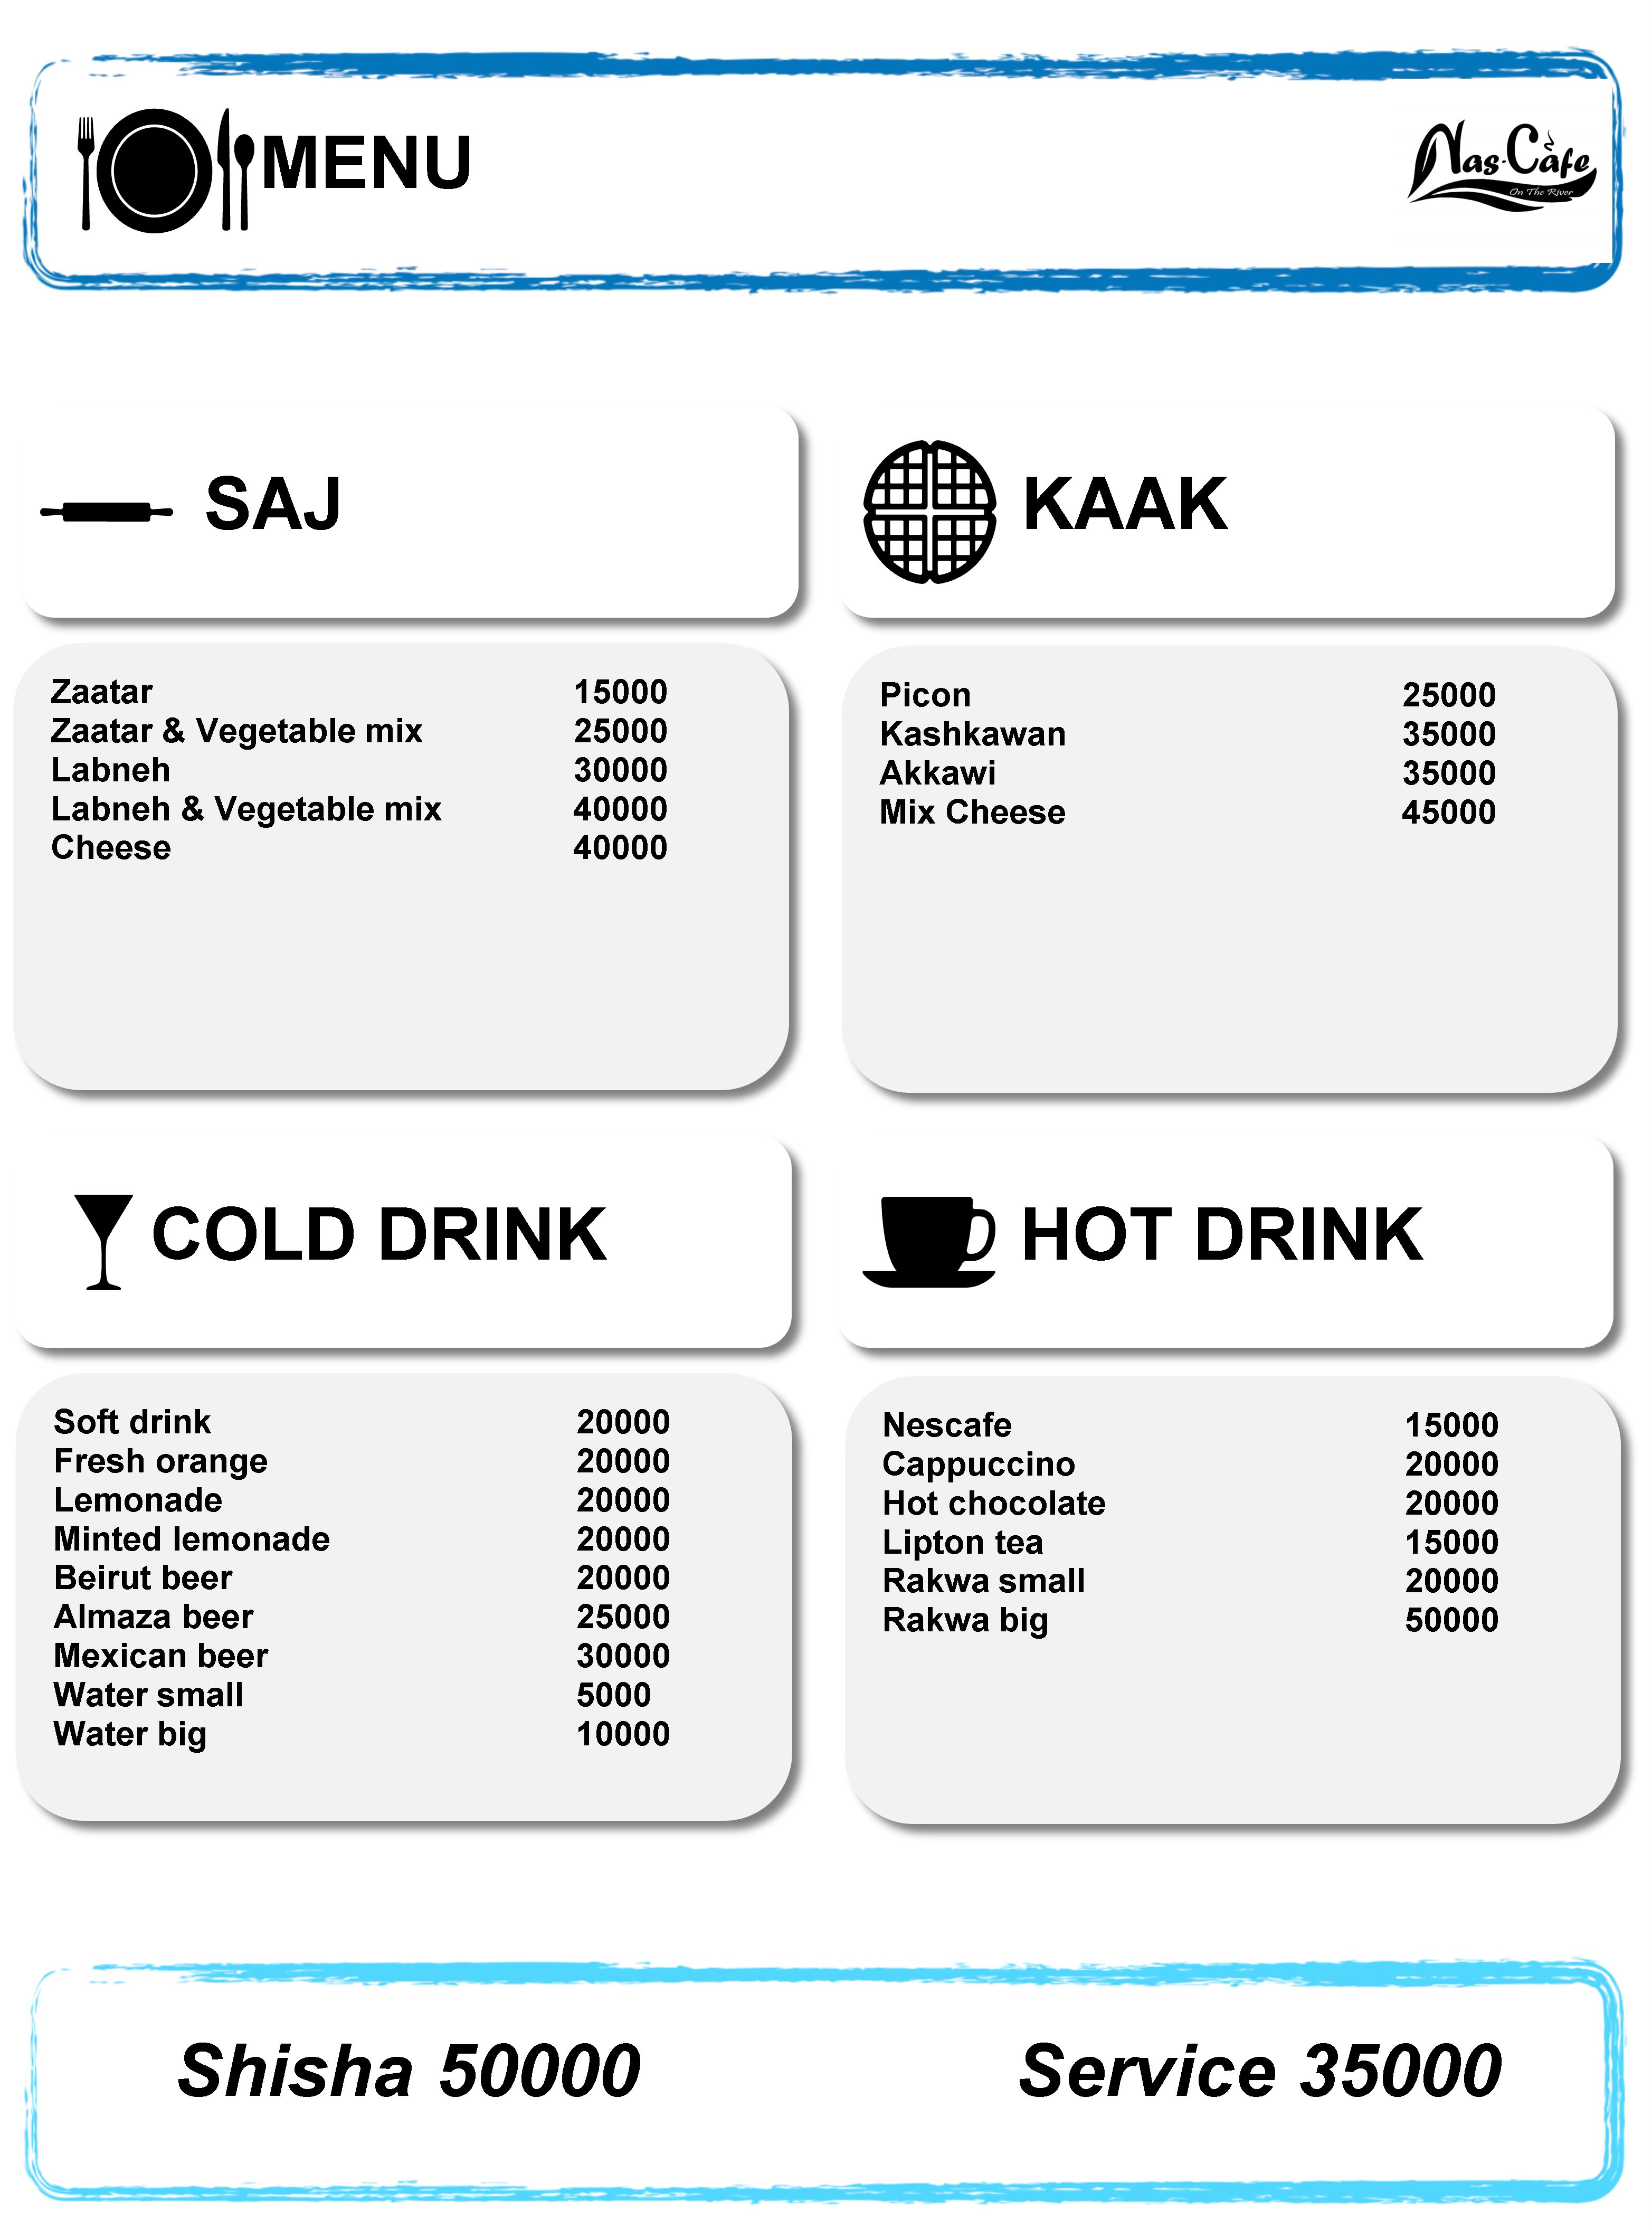 MENU
Nas-Cafe
On The River
SAJ
Zaatar 15000
Zaatar & Vegetable mix 25000
Labneh 30000
Labneh & Vegetable mix 40000
Cheese 40000
KAAK
Picon 25000
Kashkawan 35000
Akkawi 35000
Mix Cheese 45000
COLD DRINK
Soft drink 20000
Fresh orange 20000
Lemonade 20000
Minted lemonade 20000
Beirut beer 20000
Almaza beer 25000
Mexican beer 30000
Water small 5000
Water big 10000
HOT DRINK
Nescafe 15000
Cappuccino 20000
Hot chocolate 20000
Lipton tea 15000
Rakwa small 20000
Rakwa big 50000
Shisha 50000
Service 35000